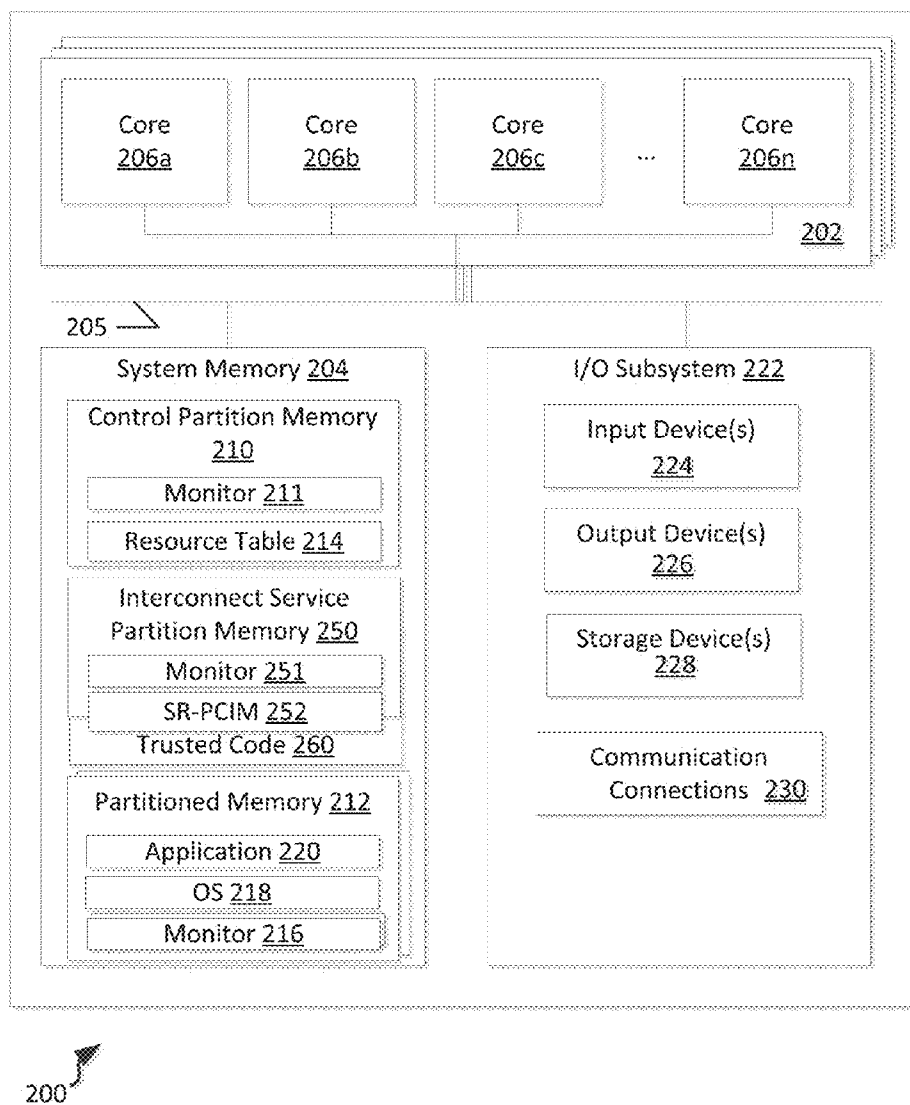 Core
206a
Core
206b
Core
206c
...
Core
206n
202
205
System Memory 204
Control Partition Memory
210
Monitor 211
Resource Table 214
Interconnect Service
Partition Memory 250
Monitor 251
SR-PCIM 252
Trusted Code 260
Partitioned Memory 212
Application 220
OS 218
Monitor 216
I/O Subsystem 222
Input Device(s)
224
Output Device(s)
226
Storage Device(s)
228
Communication
Connections 230
200